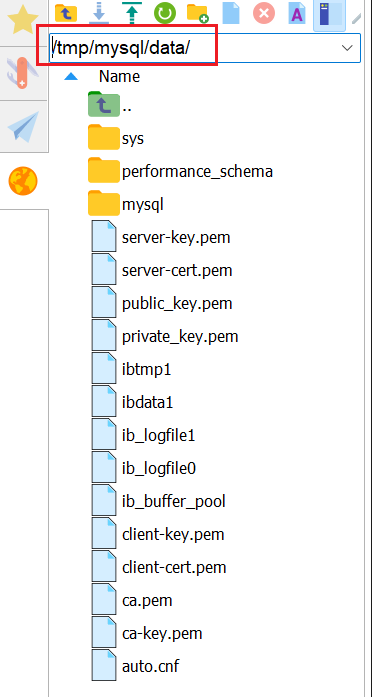 /tmp/mysql/data/
Name
..
sys
performance_schema
mysql
server-key.pem
server-cert.pem
public_key.pem
private_key.pem
ibtmp1
ibdata1
ib_logfile1
ib_logfile0
ib_buffer_pool
client-key.pem
client-cert.pem
ca.pem
ca-key.pem
auto.cnf